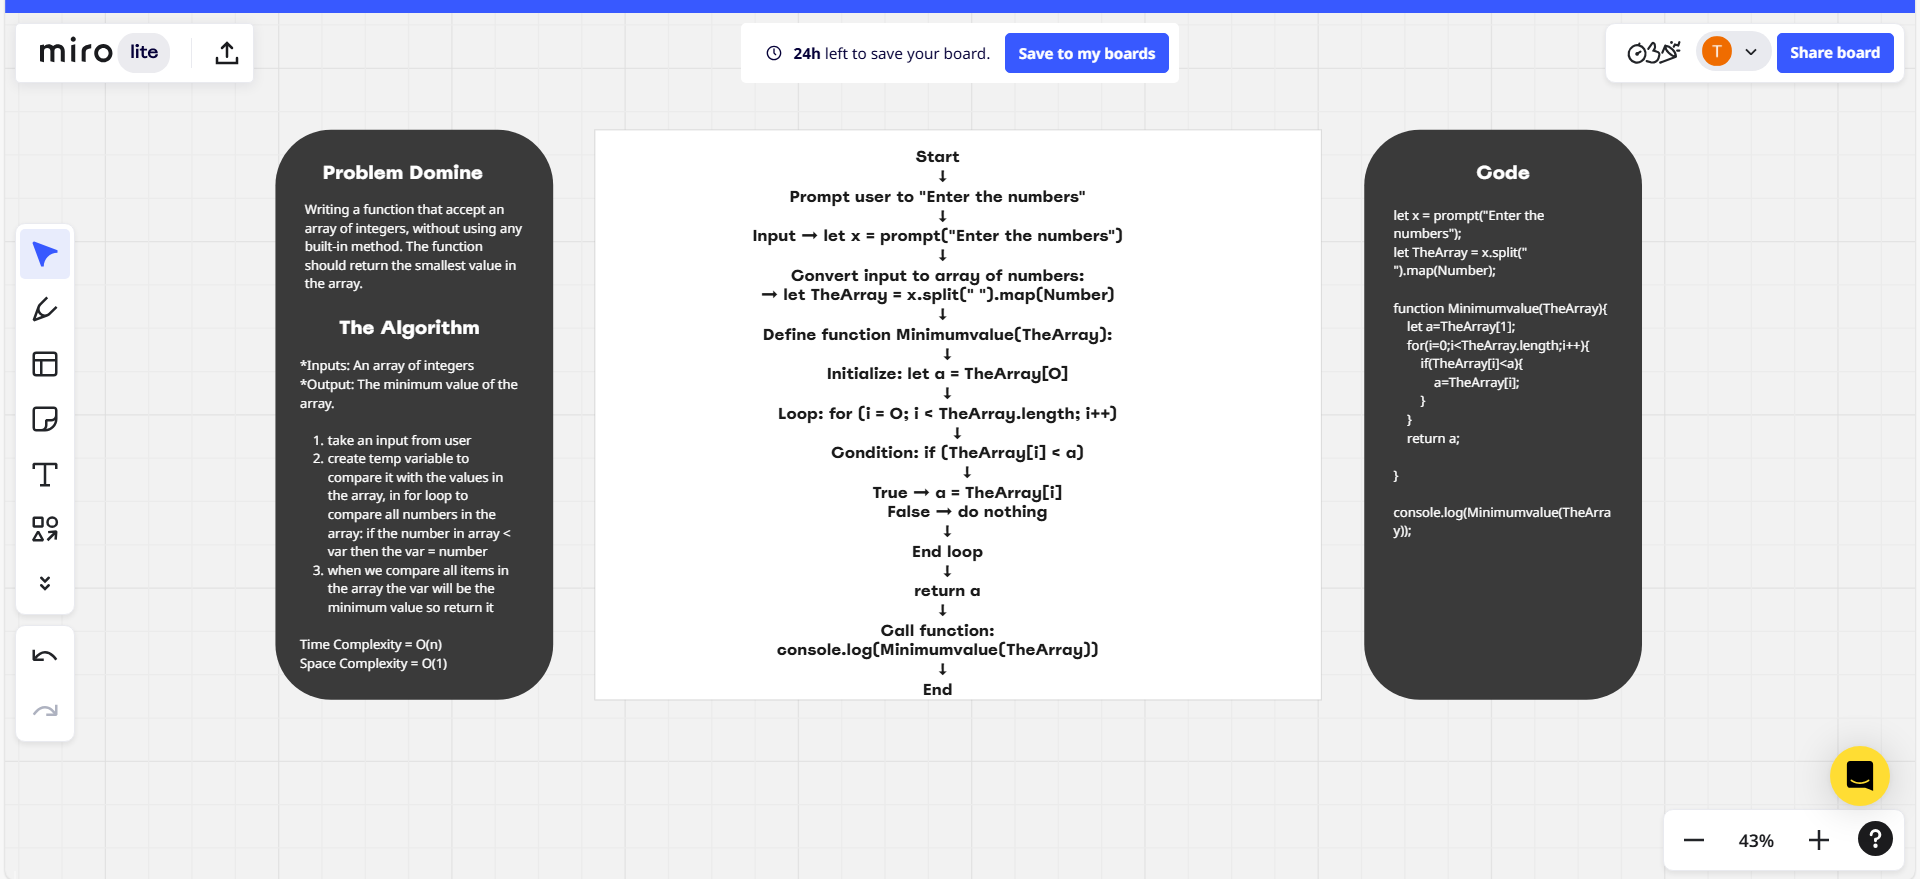 miro lite
24h left to save your board.
Save to my boards
T
Share board
Problem Domine
Writing a function that accept an
array of integers, without using any
built-in method. The function
should return the smallest value in
the array.
The Algorithm
*Inputs: An array of integers
*Output: The minimum value of the
array.
1. take an input from user
2. create temp variable to
compare it with the values in
the array, in for loop to
compare all numbers in the
array: if the number in array <
var then the var = number
3. when we compare all items in
the array the var will be the
minimum value so return it
Time Complexity = O(n)
Space Complexity = O(1)
Start
↓
Prompt user to "Enter the numbers"
↓
Input → let x = prompt("Enter the numbers")
↓
Convert input to array of numbers:
→ let TheArray = x.split(" ").map(Number)
↓
Define function Minimumvalue(TheArray):
↓
Initialize: let a = TheArray[0]
↓
Loop: for (i = 0; i < TheArray.length; i++)
↓
Condition: if (TheArray[i] < a)
↓
True → a = TheArray[i]
False → do nothing
↓
End loop
↓
return a
↓
Call function:
console.log(Minimumvalue(TheArray))
↓
End
Code
let x = prompt("Enter the
numbers");
let TheArray = x.split("
").map(Number);
function Minimumvalue(TheArray){
let a=TheArray[1];
for(i=0;i<TheArray.length;i++){
if(TheArray[i]<a){
a=TheArray[i];
}
}
return a;
}
console.log(Minimumvalue(TheArra
y));
43%
?